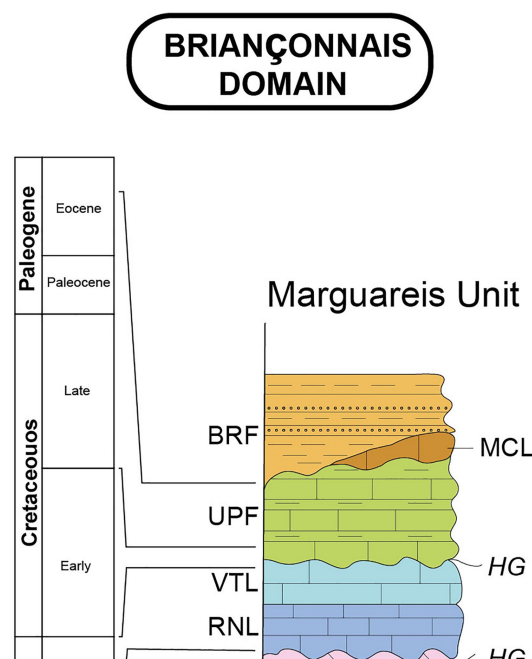 BRIANÇONNAIS
DOMAIN
Paleogene
Eocene
Paleocene
Marguareis Unit
Cretaceouos
Late
Early
BRF
MCL
UPF
HG
VTL
RNL
HG